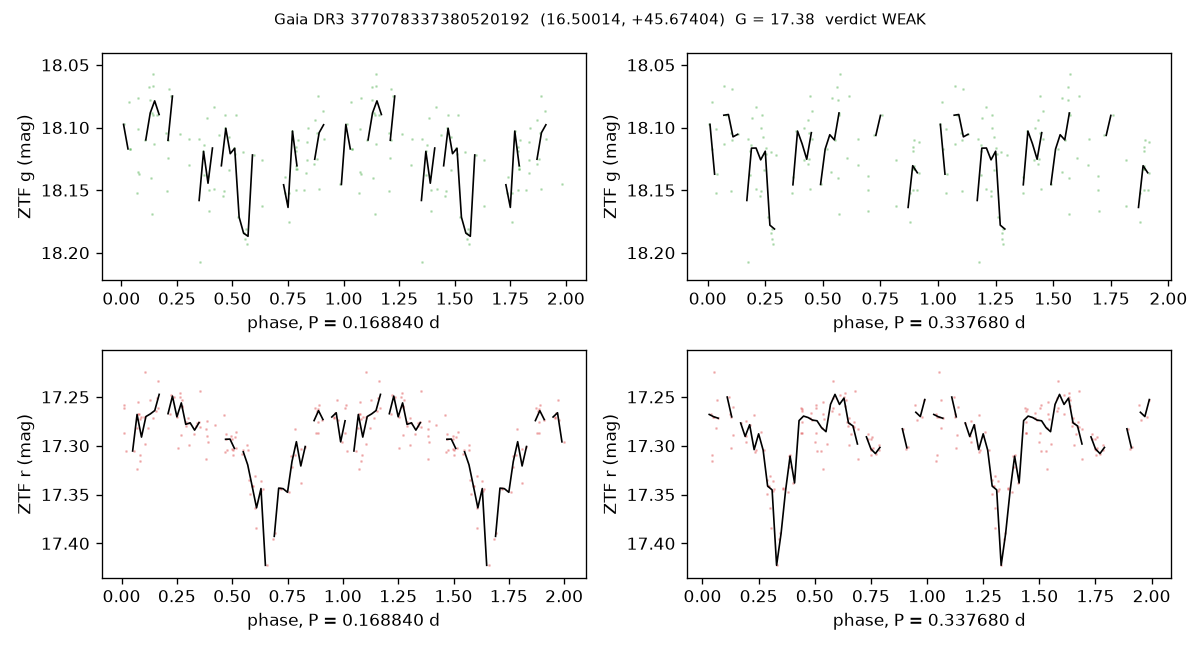 Gaia DR3 377078337380520192  (16.50014, +45.67404)  G = 17.38  verdict WEAK
ZTF g (mag)
18.05
18.10
18.15
18.20
0.00 0.25 0.50 0.75 1.00 1.25 1.50 1.75 2.00
phase, P = 0.168840 d
ZTF g (mag)
18.05
18.10
18.15
18.20
0.00 0.25 0.50 0.75 1.00 1.25 1.50 1.75 2.00
phase, P = 0.337680 d
ZTF r (mag)
17.25
17.30
17.35
17.40
0.00 0.25 0.50 0.75 1.00 1.25 1.50 1.75 2.00
phase, P = 0.168840 d
ZTF r (mag)
17.25
17.30
17.35
17.40
0.00 0.25 0.50 0.75 1.00 1.25 1.50 1.75 2.00
phase, P = 0.337680 d